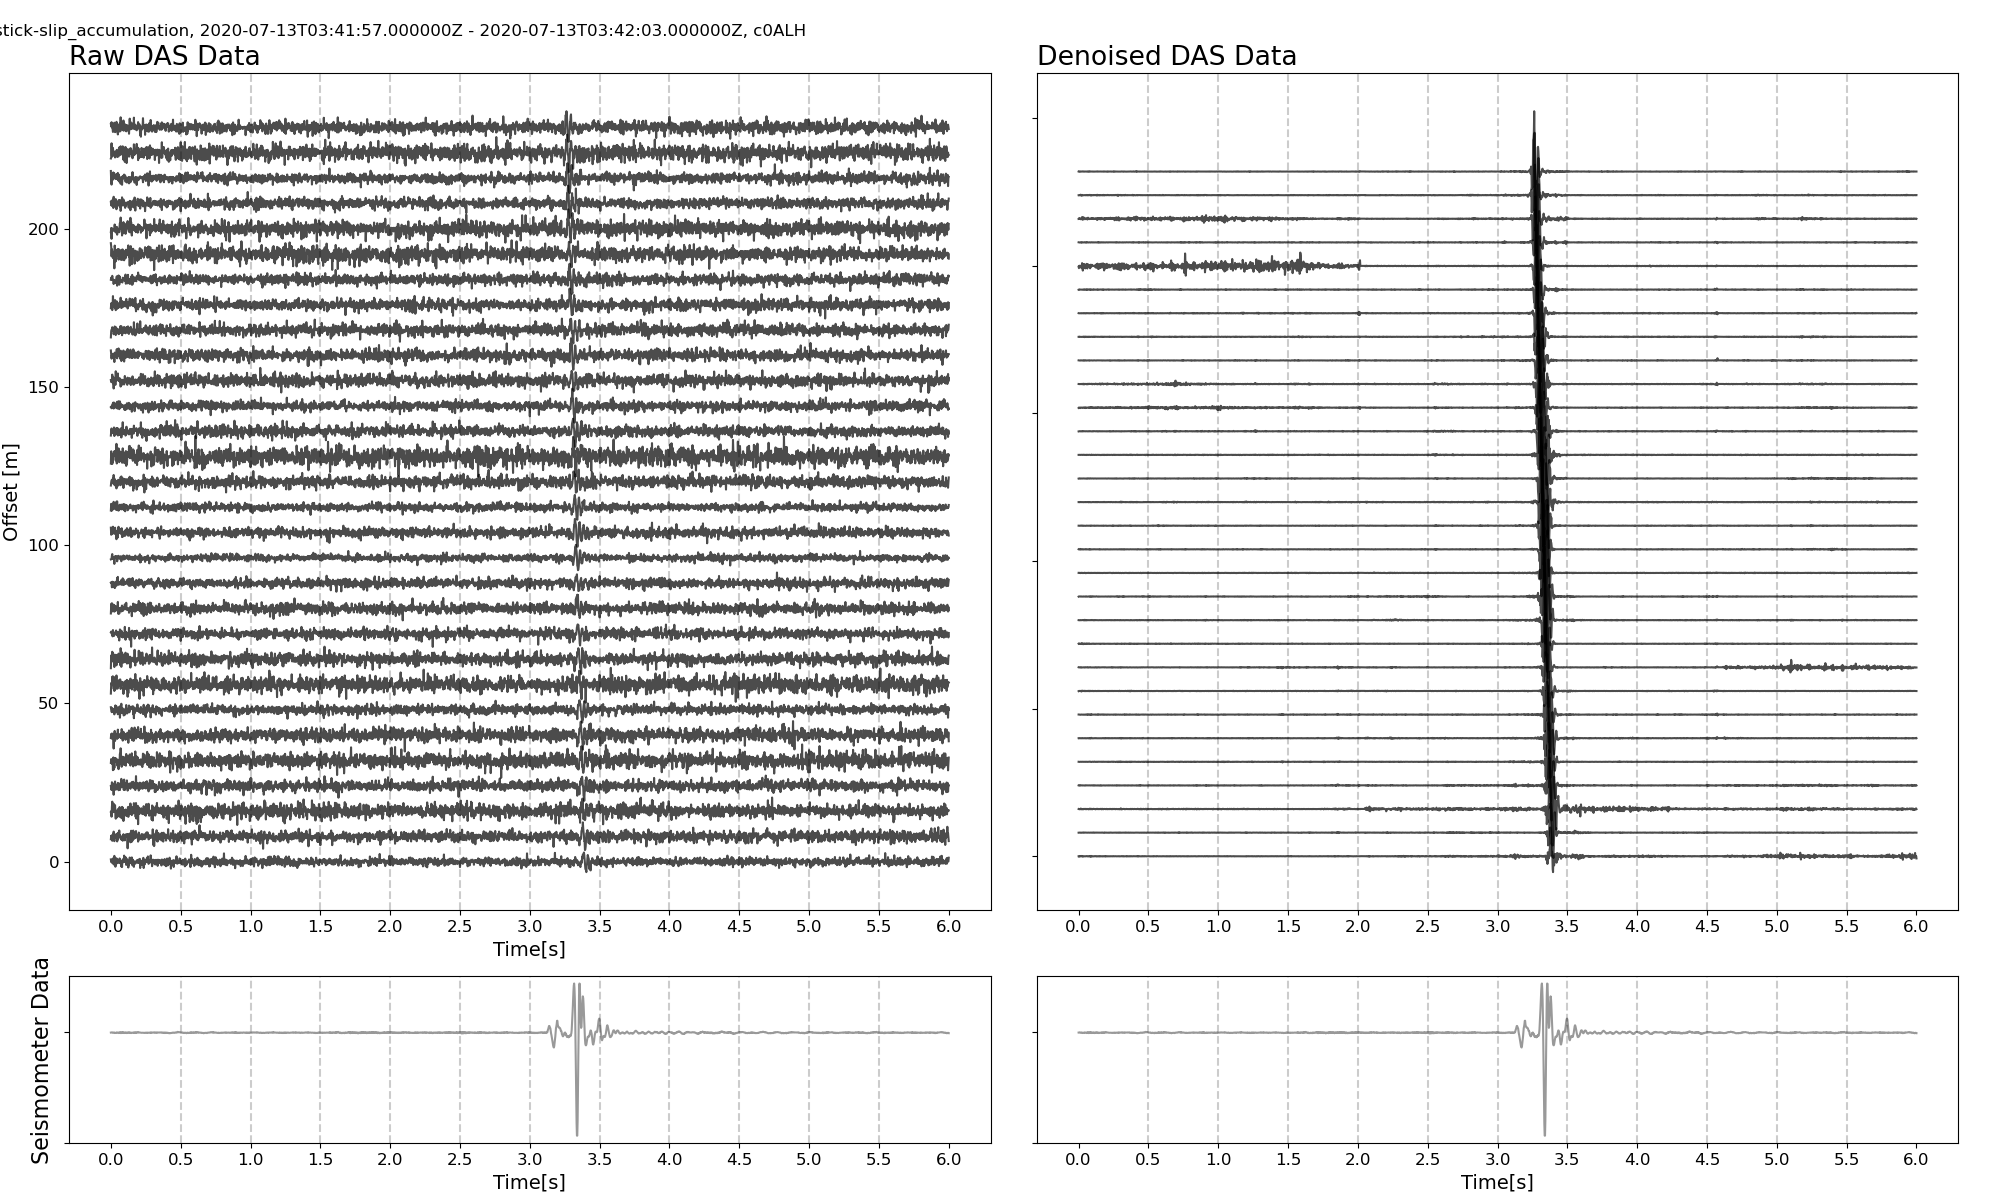 stick-slip_accumulation, 2020-07-13T03:41:57.000000Z - 2020-07-13T03:42:03.000000Z, c0ALH
Raw DAS Data
Denoised DAS Data
Offset [m]
200
150
100
50
0
0.0 0.5 1.0 1.5 2.0 2.5 3.0 3.5 4.0 4.5 5.0 5.5 6.0
Time[s]
0.0 0.5 1.0 1.5 2.0 2.5 3.0 3.5 4.0 4.5 5.0 5.5 6.0
Seismometer Data
0.0 0.5 1.0 1.5 2.0 2.5 3.0 3.5 4.0 4.5 5.0 5.5 6.0
Time[s]
0.0 0.5 1.0 1.5 2.0 2.5 3.0 3.5 4.0 4.5 5.0 5.5 6.0
Time[s]